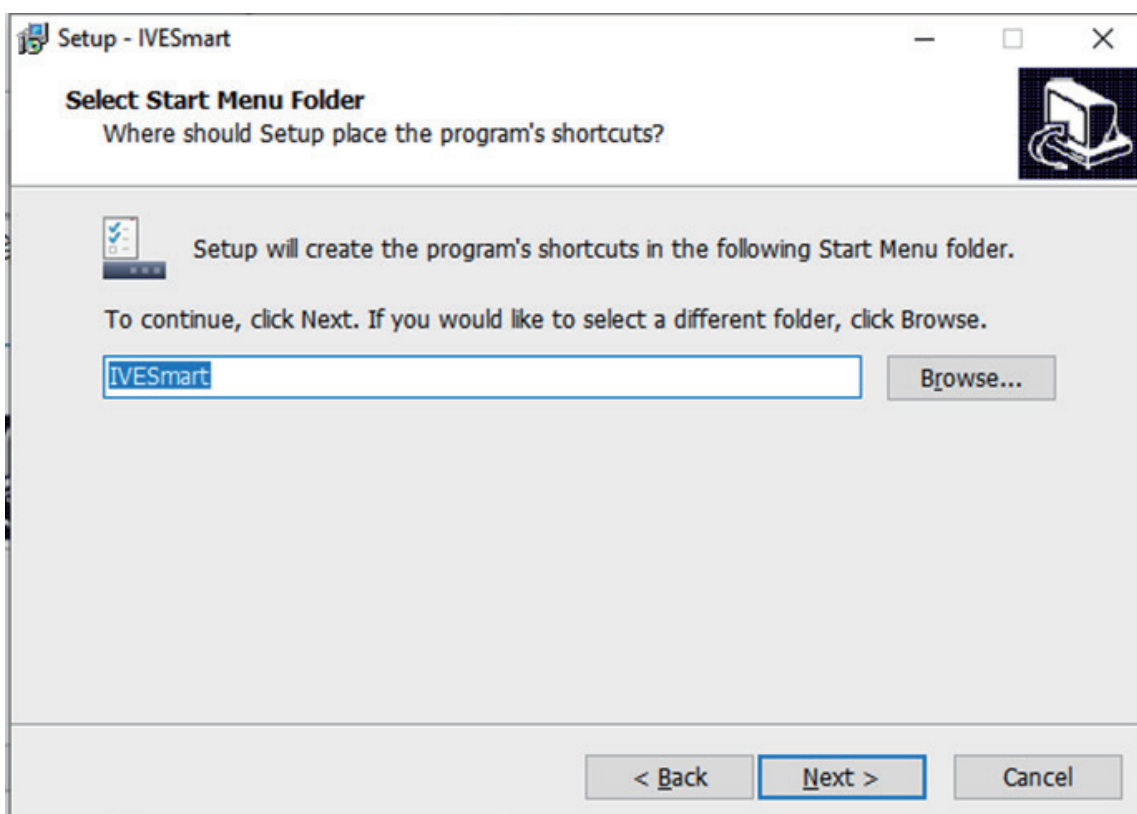 Setup - IVESmart
Select Start Menu Folder
Where should Setup place the program's shortcuts?
Setup will create the program's shortcuts in the following Start Menu folder.
To continue, click Next. If you would like to select a different folder, click Browse.
IVESmart
Browse...
< Back
Next >
Cancel